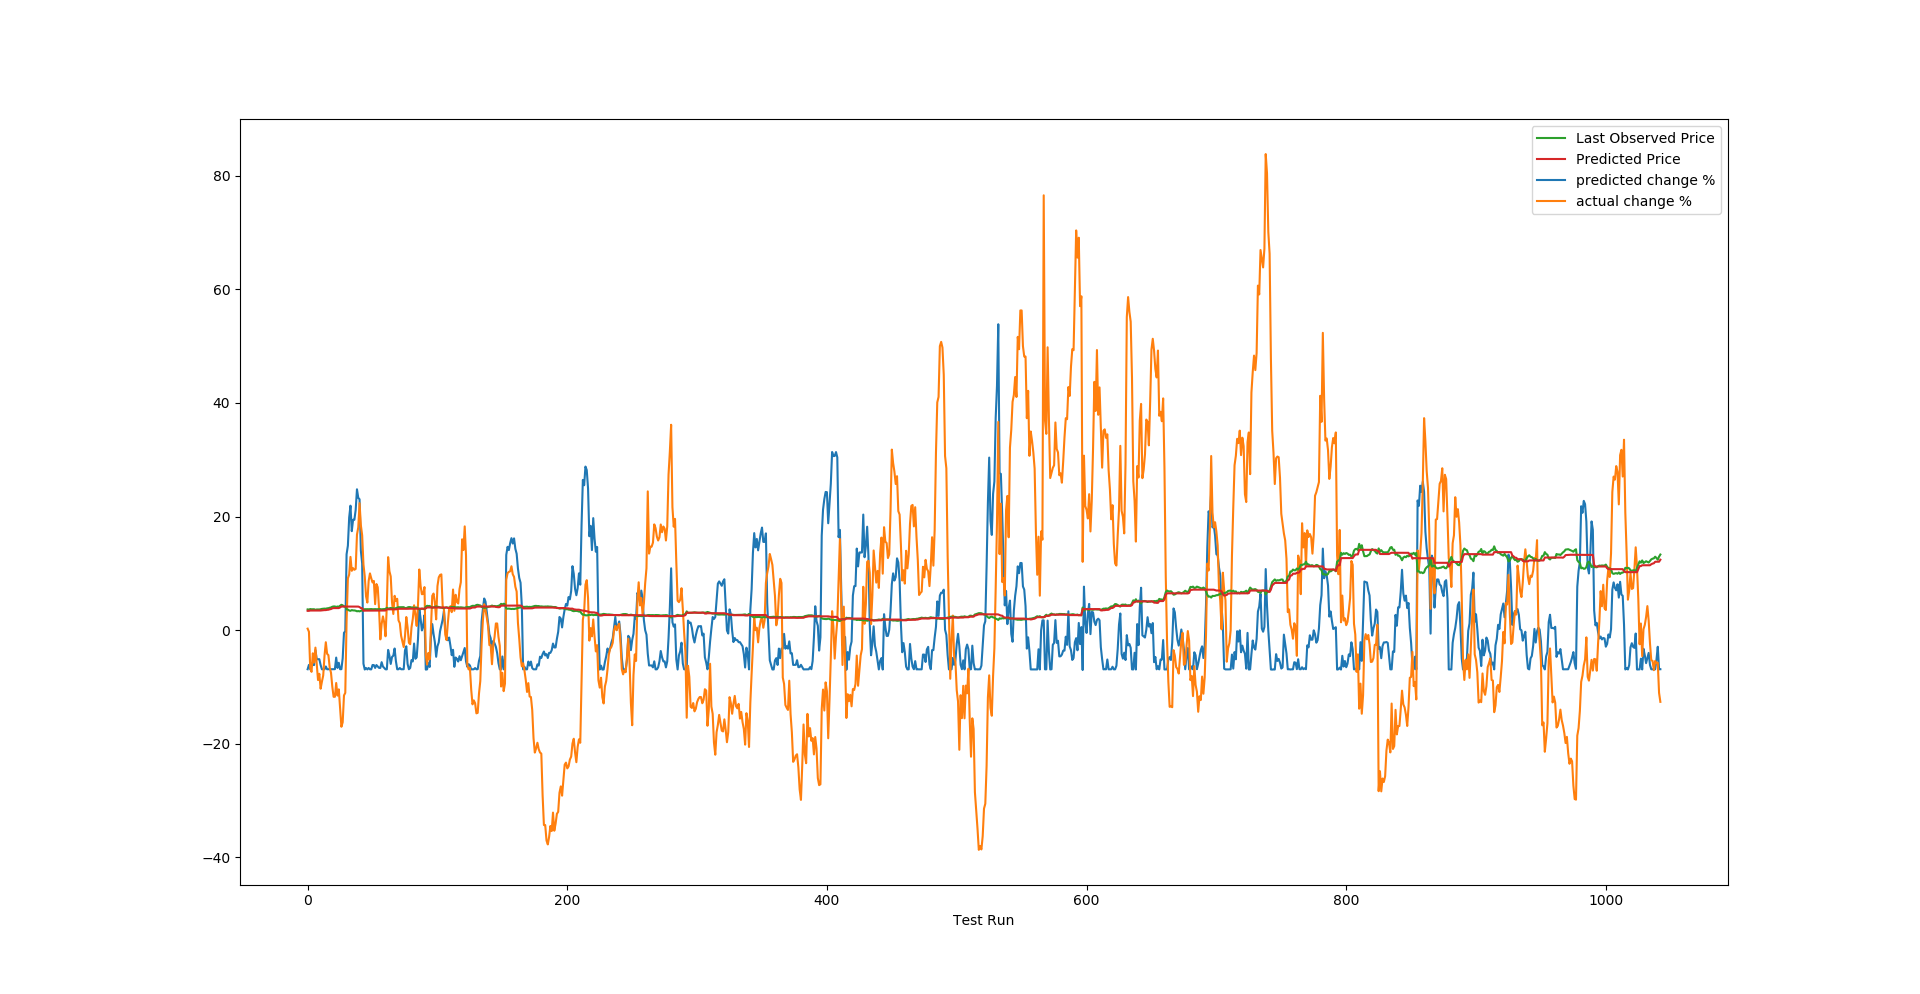 Last Observed Price
Predicted Price
predicted change %
actual change %
80
60
40
20
0
−20
−40
0 200 400 600 800 1000
Test Run